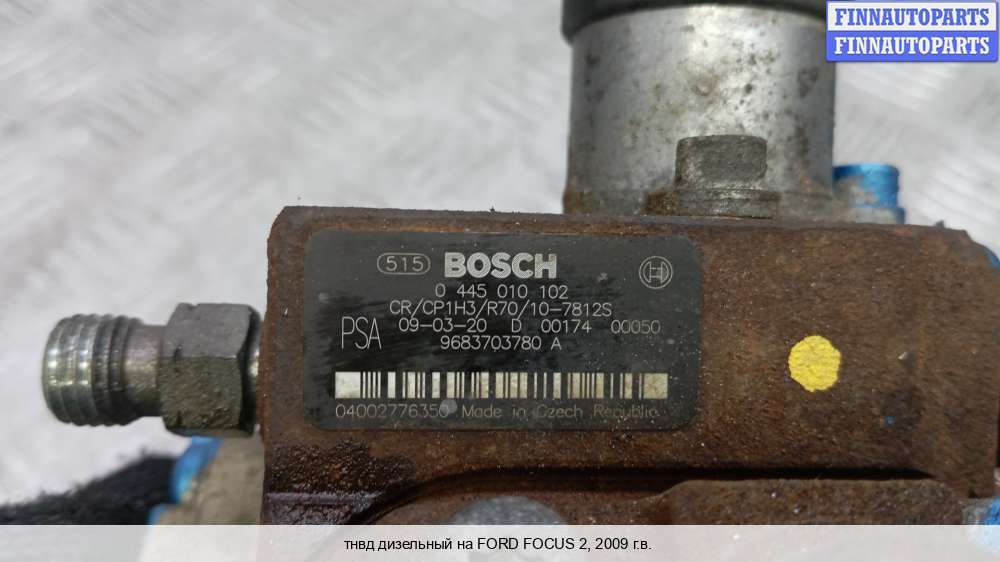 FINNAUTOPARTS
FINNAUTOPARTS
515 BOSCH
0 445 010 102
CR/CP1H3/R70/10-7812S
PSA 09-03-20 D 00174 00050
9683703780 A
04002776350 Made in Czech Republic
тнвд дизельный на FORD FOCUS 2, 2009 г.в.